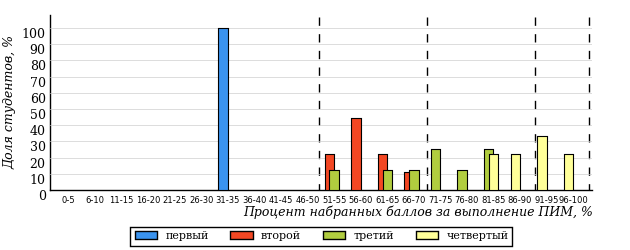 Доля студентов, %
100
90
80
70
60
50
40
30
20
10
0
0-5 6-10 11-15 16-20 21-25 26-30 31-35 36-40 41-45 46-50 51-55 56-60 61-65 66-70 71-75 76-80 81-85 86-90 91-95 96-100
Процент набранных баллов за выполнение ПИМ, %
первый второй третий четвертый